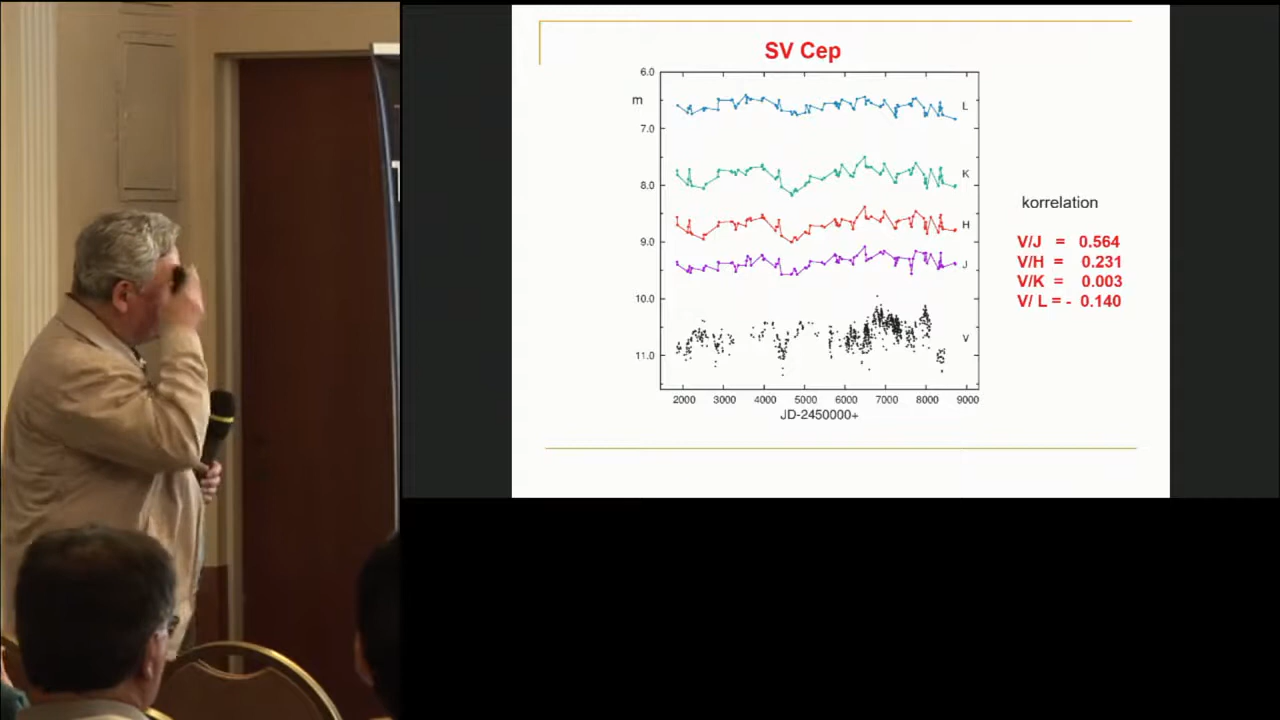 SV Cep
6.0
m
L
7.0
K
8.0
H
9.0
J
10.0
V
11.0
2000 3000 4000 5000 6000 7000 8000 9000
JD-2450000+
korrelation
V/J = 0.564
V/H = 0.231
V/K = 0.003
V/ L = - 0.140